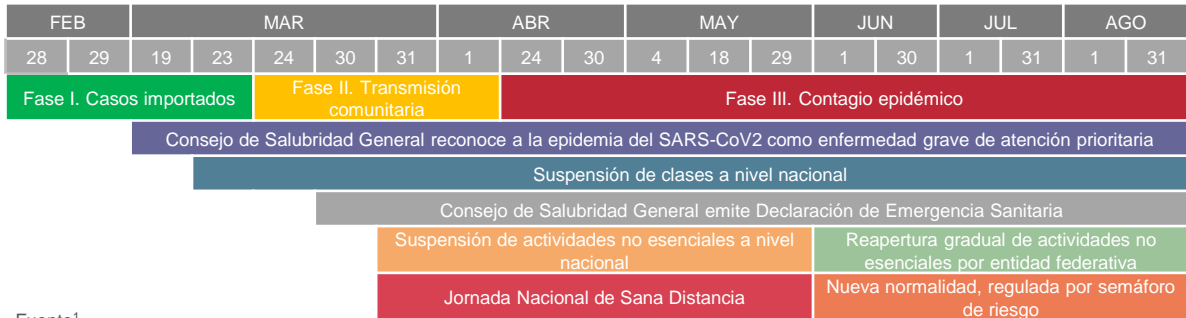 FEB MAR ABR MAY JUN JUL AGO
28 29 19 23 24 30 31 1 24 30 4 18 29 1 30 1 31 1 31
Fase I. Casos importados
Fase II. Transmisión
comunitaria
Fase III. Contagio epidémico
Consejo de Salubridad General reconoce a la epidemia del SARS-CoV2 como enfermedad grave de atención prioritaria
Suspensión de clases a nivel nacional
Consejo de Salubridad General emite Declaración de Emergencia Sanitaria
Suspensión de actividades no esenciales a nivel
nacional
Reapertura gradual de actividades no
esenciales por entidad federativa
Jornada Nacional de Sana Distancia
Nueva normalidad, regulada por semáforo
de riesgo
Fuente1